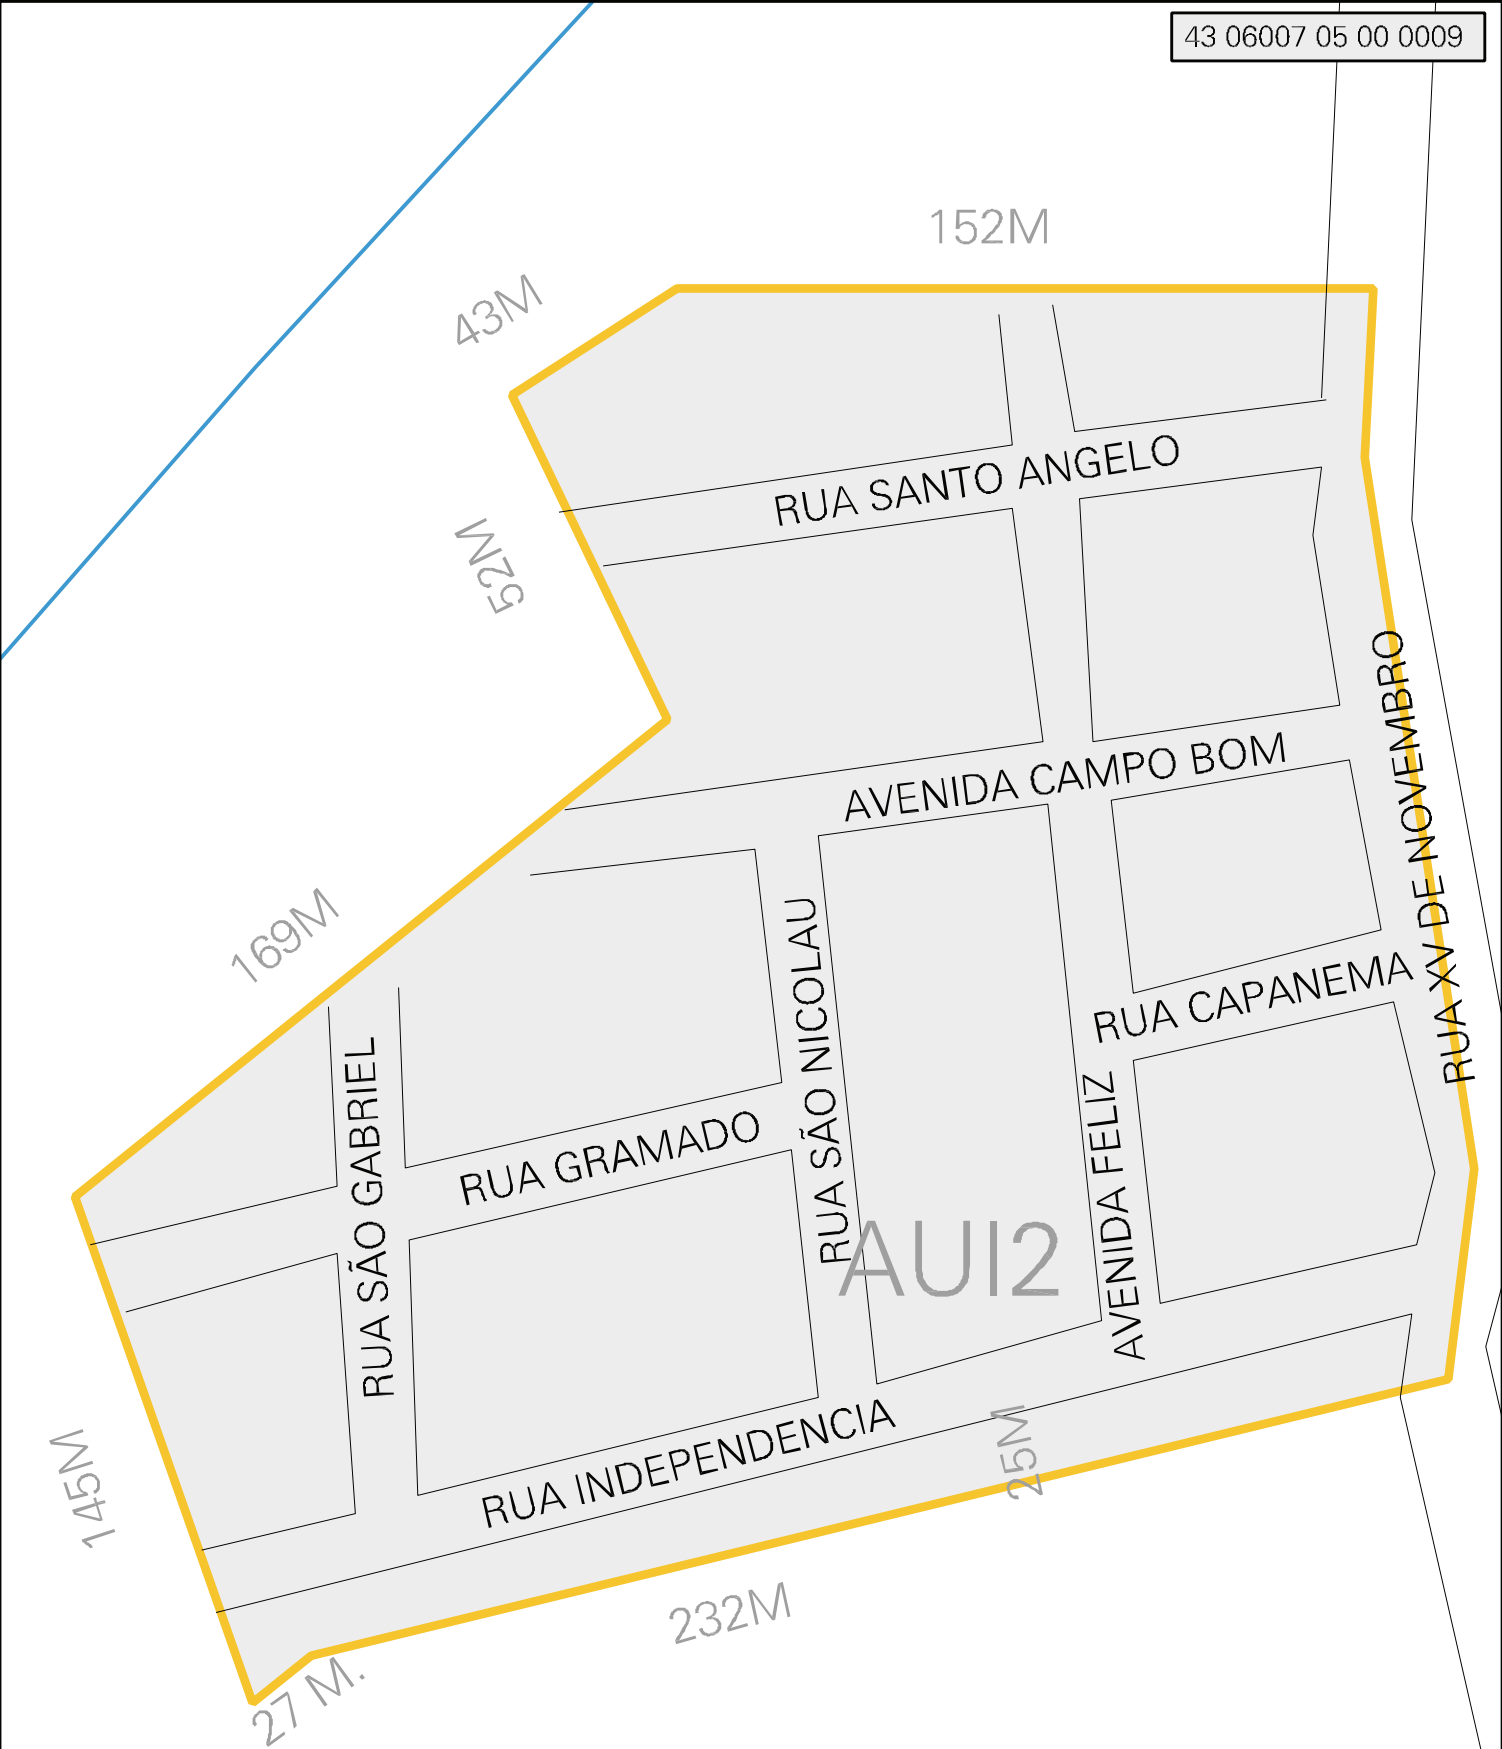 43 06007 05 00 0009
152M
43M
RUA SANTO ANGELO
52M
RUA XV DE NOVEMBRO
AVENIDA CAMPO BOM
169M
RUA SÃO NICOLAU
RUA CAPANEMA
RUA SÃO GABRIEL
RUA GRAMADO
AVENIDA FELIZ
AUI2
RUA INDEPENDENCIA
25M
145M
232M
27 M.